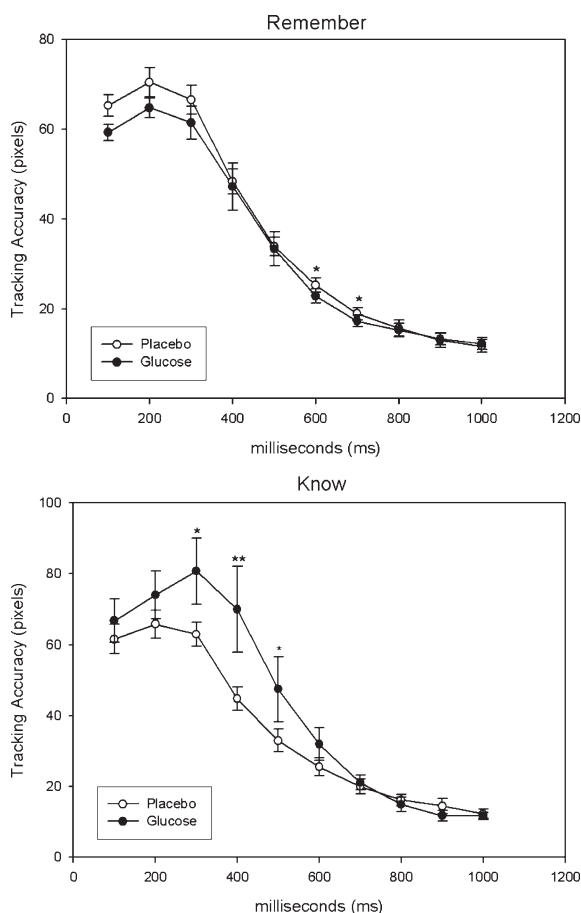 Remember
80
60
40
20
0
Tracking Accuracy (pixels)
*
*
Placebo
Glucose
0 200 400 600 800 1000 1200
milliseconds (ms)
Know
100
80
60
40
20
0
Tracking Accuracy (pixels)
*
**
*
Placebo
Glucose
0 200 400 600 800 1000 1200
milliseconds (ms)